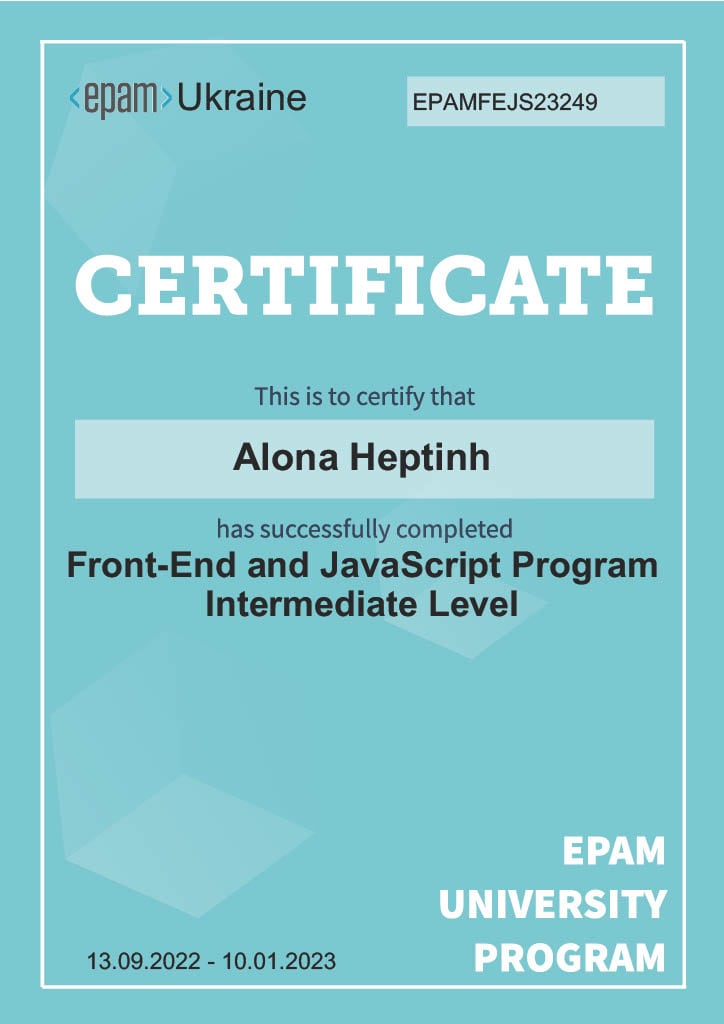 <epam> Ukraine
EPAMFEJS23249
CERTIFICATE
This is to certify that
Alona Heptinh
has successfully completed
Front-End and JavaScript Program
Intermediate Level
EPAM
UNIVERSITY
PROGRAM
13.09.2022 - 10.01.2023